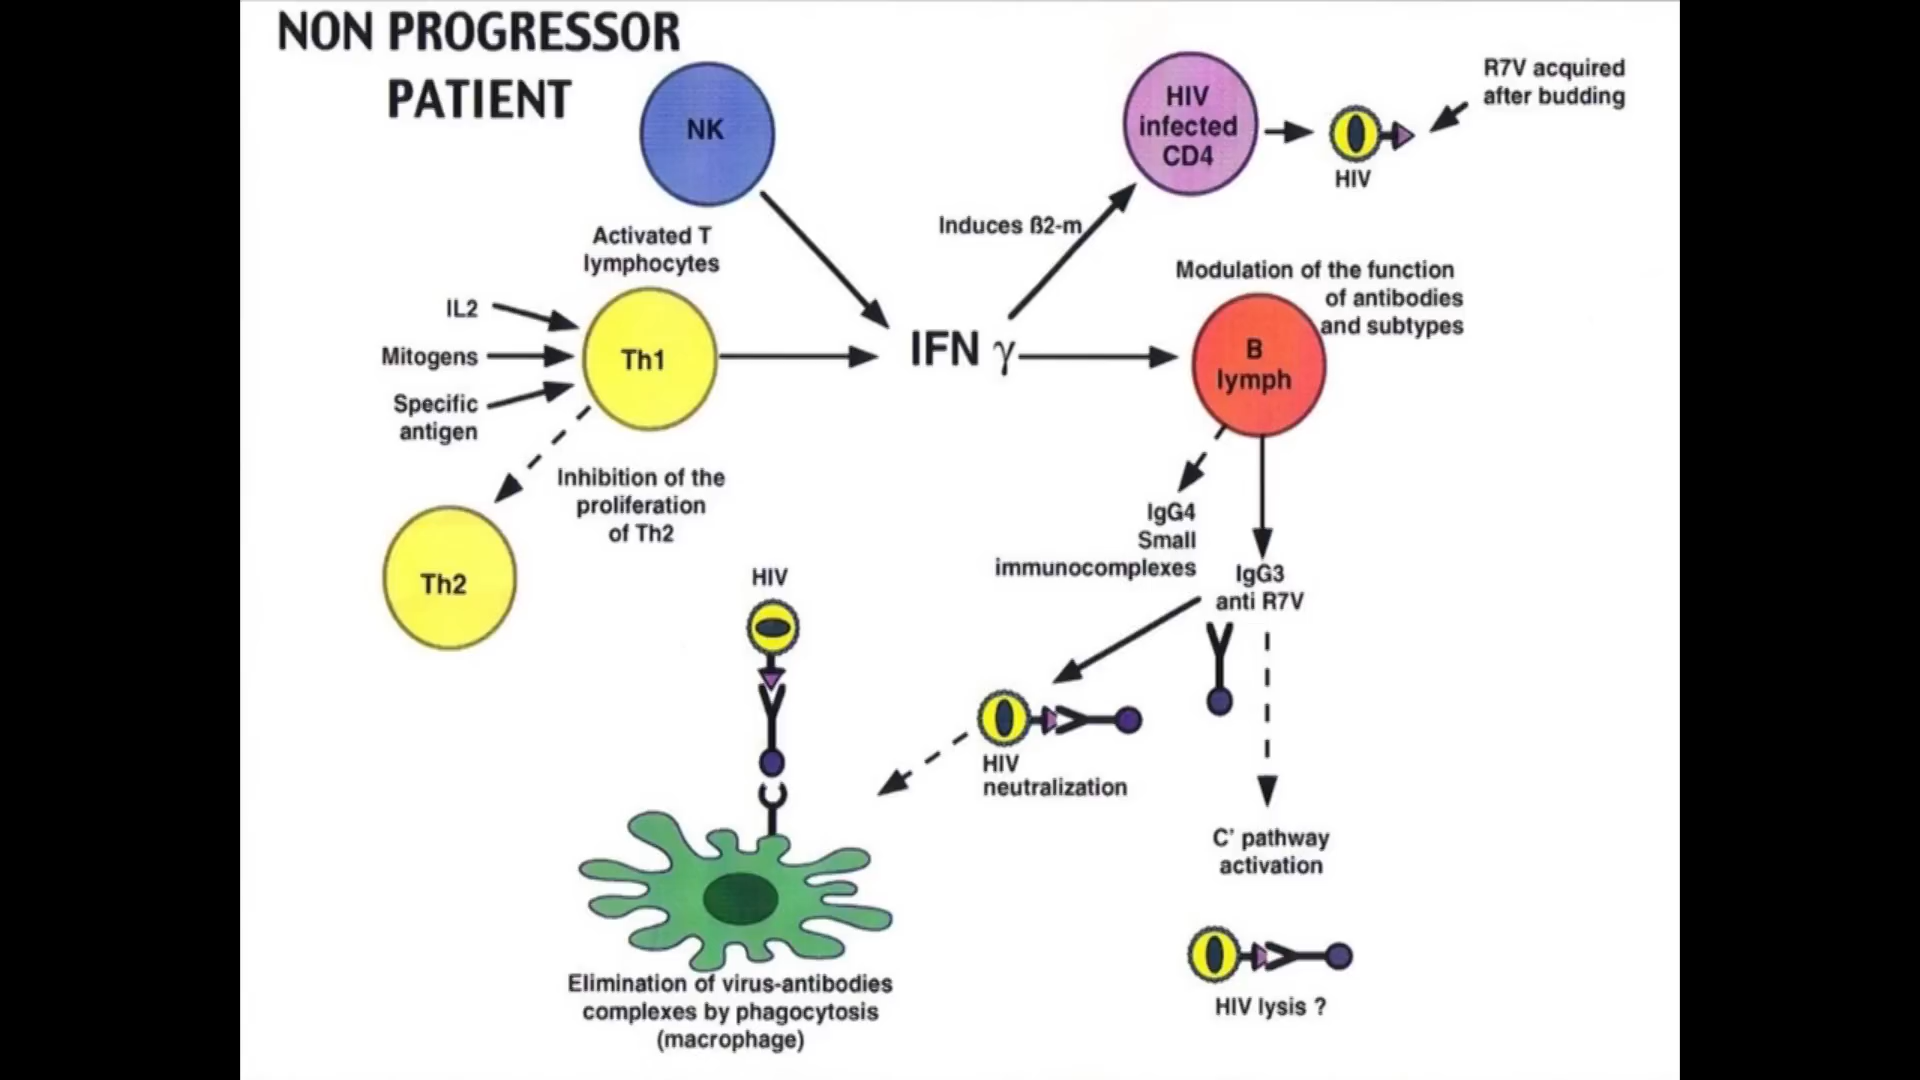 NON PROGRESSOR
PATIENT
NK
HIV
infected
CD4
R7V acquired
after budding
HIV
Induces ß2-m
Activated T
lymphocytes
IL2
Mitogens
Specific
antigen
Th1
IFN γ
Modulation of the function
of antibodies
and subtypes
B
lymph
Inhibition of the
proliferation
of Th2
Th2
IgG4
Small
immunocomplexes
IgG3
anti R7V
HIV
HIV
neutralization
C' pathway
activation
Elimination of virus-antibodies
complexes by phagocytosis
(macrophage)
HIV lysis ?